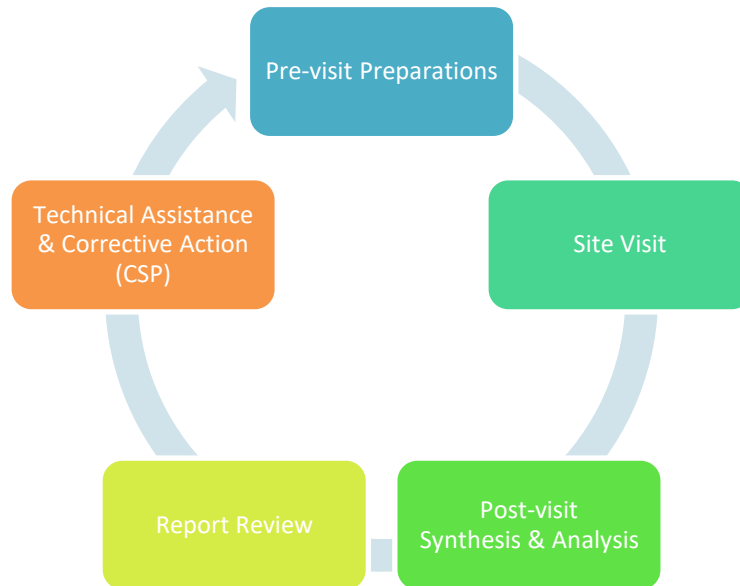 Pre-visit Preparations
Site Visit
Post-visit
Synthesis & Analysis
Report Review
Technical Assistance
& Corrective Action
(CSP)